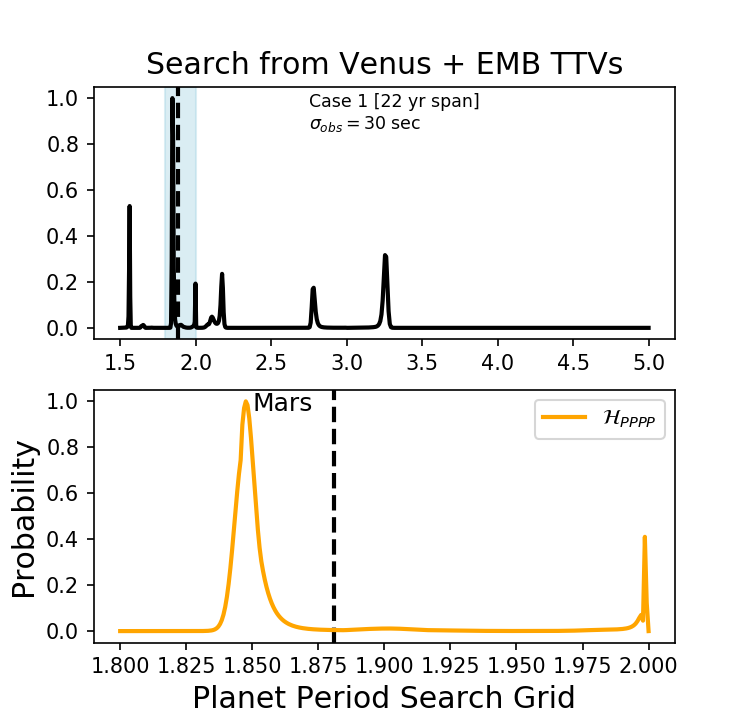 Search from Venus + EMB TTVs
Case 1 [22 yr span]
σ_obs = 30 sec
1.0
0.8
0.6
0.4
0.2
0.0
1.5 2.0 2.5 3.0 3.5 4.0 4.5 5.0
Mars
ℋ_PPPP
Probability
1.0
0.8
0.6
0.4
0.2
0.0
1.800 1.825 1.850 1.875 1.900 1.925 1.950 1.975 2.000
Planet Period Search Grid